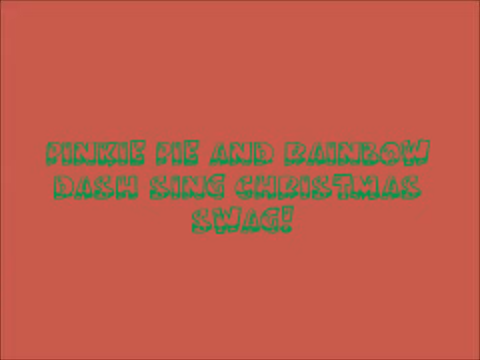 PINKIE PIE AND RAINBOW
DASH SING CHRISTMAS
SWAG!